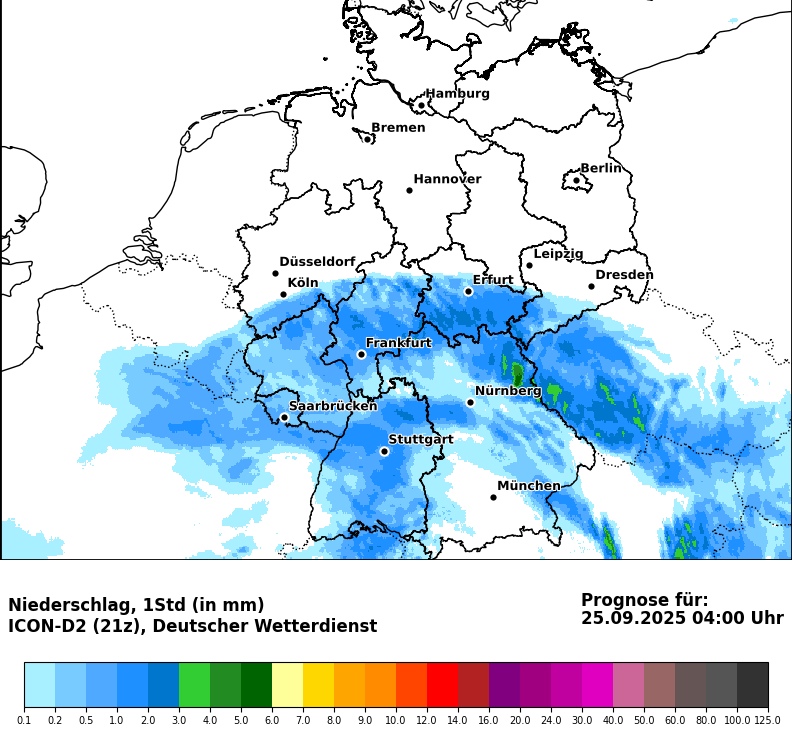 Hamburg
Bremen
Berlin
Hannover
Leipzig
Düsseldorf
Dresden
Köln
Erfurt
Frankfurt
Nürnberg
Saarbrücken
Stuttgart
München
Niederschlag, 1Std (in mm)
ICON-D2 (21z), Deutscher Wetterdienst
Prognose für:
25.09.2025 04:00 Uhr
0.1 0.2 0.5 1.0 2.0 3.0 4.0 5.0 6.0 7.0 8.0 9.0 10.0 12.0 14.0 16.0 20.0 24.0 30.0 40.0 50.0 60.0 80.0 100.0 125.0